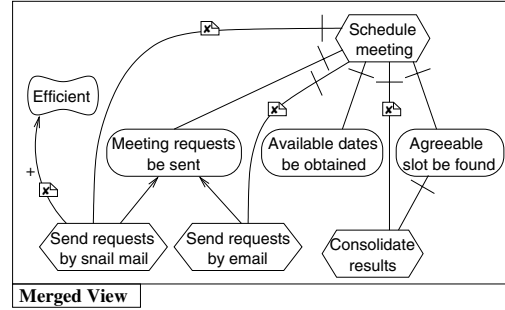 Schedule
meeting
Efficient
Meeting requests
be sent
Available dates
be obtained
Agreeable
slot be found
+
Send requests
by snail mail
Send requests
by email
Consolidate
results
Merged View